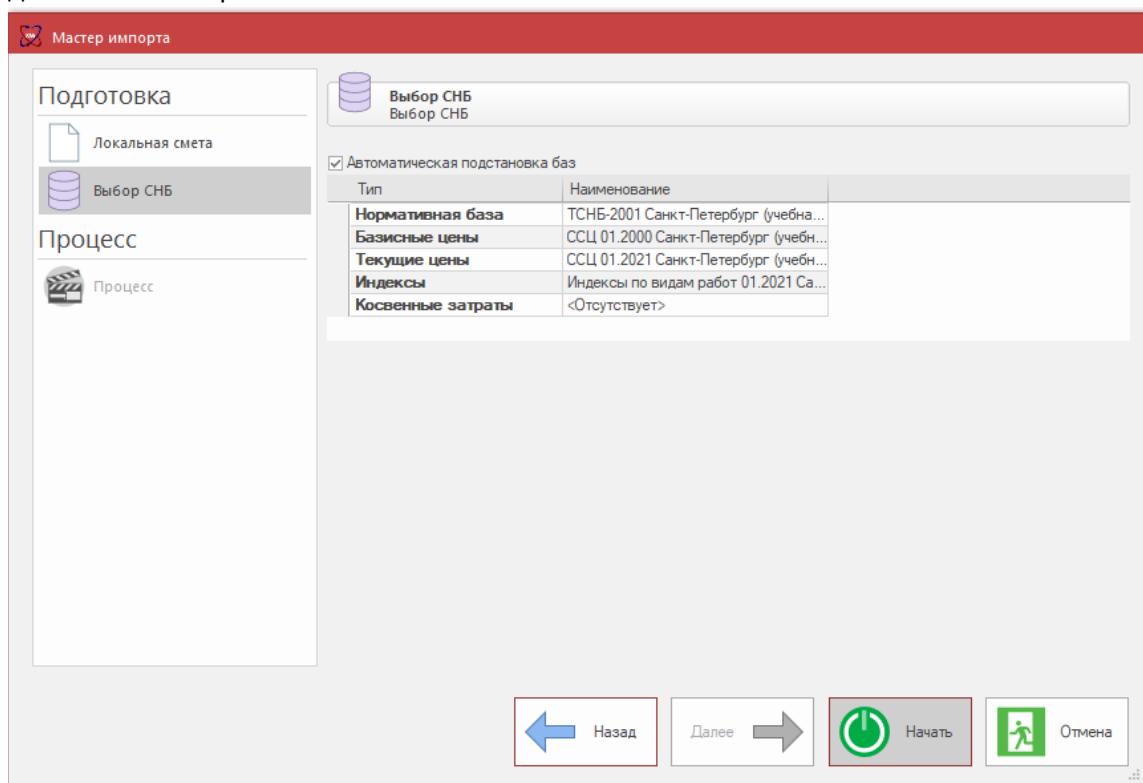 Мастер импорта
Подготовка
Локальная смета
Выбор СНБ
Процесс
Процесс
Выбор СНБ
Выбор СНБ
Автоматическая подстановка баз
Тип Наименование
Нормативная база ТСНБ-2001 Санкт-Петербург (учебна...
Базисные цены ССЦ 01.2000 Санкт-Петербург (учебн...
Текущие цены ССЦ 01.2021 Санкт-Петербург (учебн...
Индексы Индексы по видам работ 01.2021 Са...
Косвенные затраты <Отсутствует>
Назад
Далее
Начать
Отмена